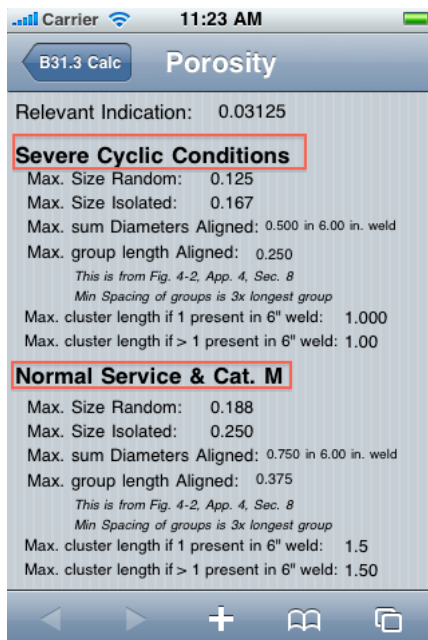 Carrier 11:23 AM
B31.3 Calc Porosity
Relevant Indication: 0.03125
Severe Cyclic Conditions
Max. Size Random: 0.125
Max. Size Isolated: 0.167
Max. sum Diameters Aligned: 0.500 in 6.00 in. weld
Max. group length Aligned: 0.250
This is from Fig. 4-2, App. 4, Sec. 8
Min Spacing of groups is 3x longest group
Max. cluster length if 1 present in 6" weld: 1.000
Max. cluster length if > 1 present in 6" weld: 1.00
Normal Service & Cat. M
Max. Size Random: 0.188
Max. Size Isolated: 0.250
Max. sum Diameters Aligned: 0.750 in 6.00 in. weld
Max. group length Aligned: 0.375
This is from Fig. 4-2, App. 4, Sec. 8
Min Spacing of groups is 3x longest group
Max. cluster length if 1 present in 6" weld: 1.5
Max. cluster length if > 1 present in 6" weld: 1.50